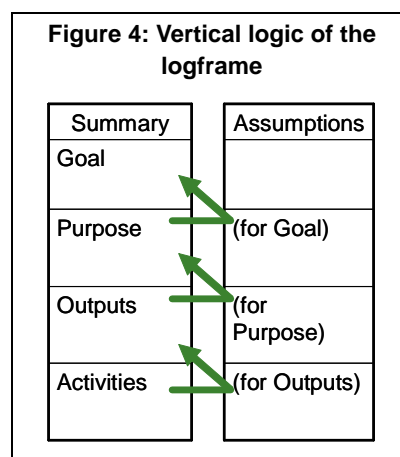 Figure 4: Vertical logic of the
logframe
Summary
Assumptions
Goal
Purpose
(for Goal)
Outputs
(for
Purpose)
Activities
(for Outputs)